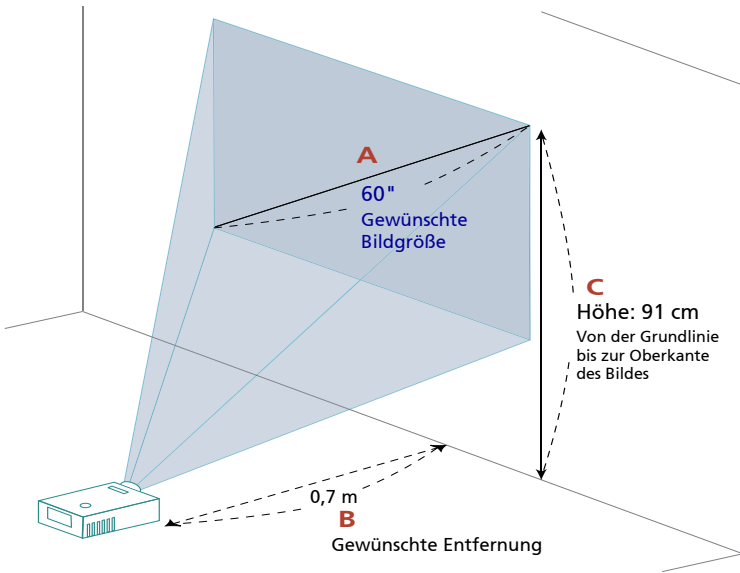 A
60"
Gewünschte
Bildgröße
C
Höhe: 91 cm
Von der Grundlinie
bis zur Oberkante
des Bildes
0,7 m
B
Gewünschte Entfernung